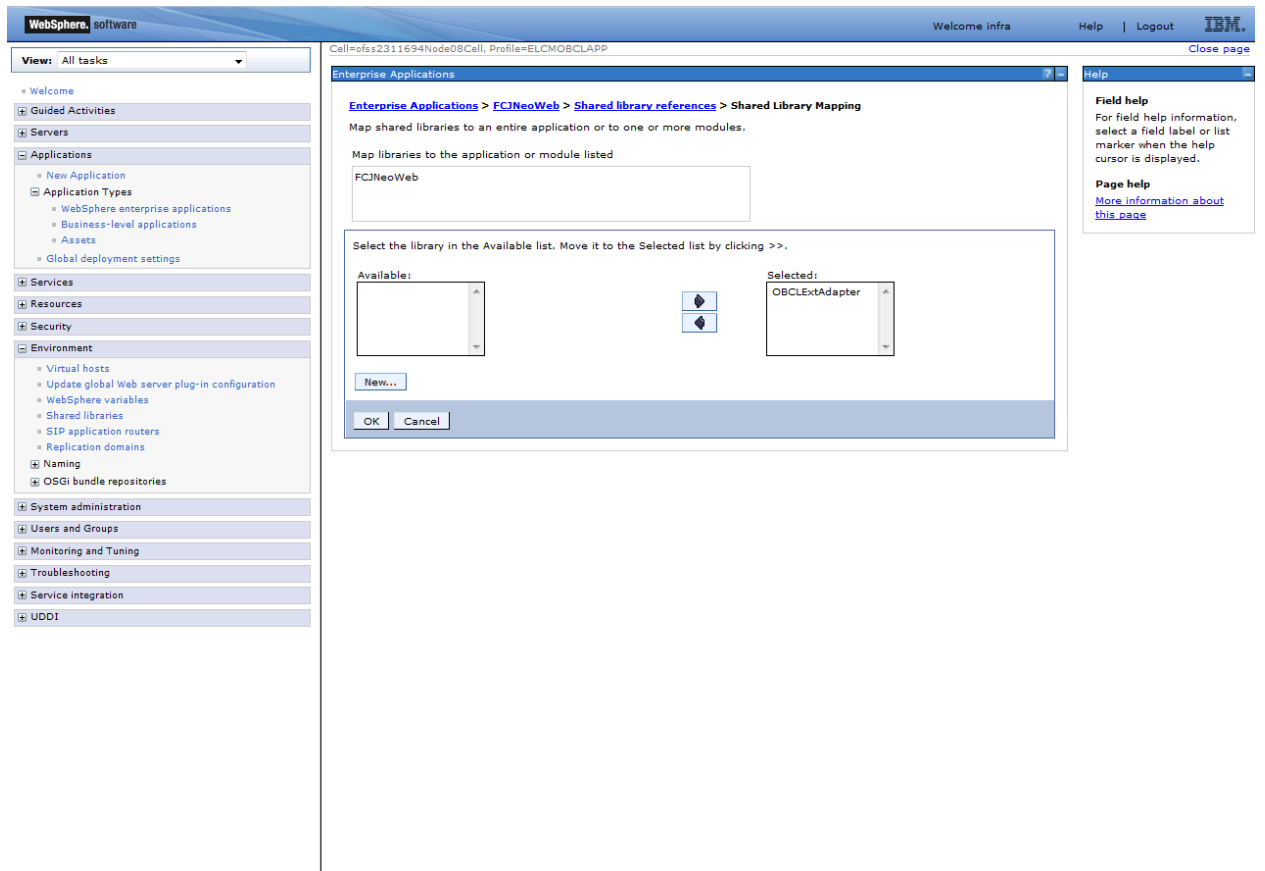 WebSphere. software
Welcome infra
Help | Logout
IBM.
View: All tasks
Welcome
Guided Activities
Servers
Applications
New Application
Application Types
WebSphere enterprise applications
Business-level applications
Assets
Global deployment settings
Services
Resources
Security
Environment
Virtual hosts
Update global Web server plug-in configuration
WebSphere variables
Shared libraries
SIP application routers
Replication domains
Naming
OSGi bundle repositories
System administration
Users and Groups
Monitoring and Tuning
Troubleshooting
Service integration
UDDI
Cell=ofss2311694Node08Cell, Profile=ELCMOBCLAPP
Close page
Enterprise Applications
? -
Enterprise Applications > FCJNeoWeb > Shared library references > Shared Library Mapping
Map shared libraries to an entire application or to one or more modules.
Map libraries to the application or module listed
FCJNeoWeb
Select the library in the Available list. Move it to the Selected list by clicking >>.
Available:
Selected:
OBCLExtAdapter
New...
OK
Cancel
Help
Field help
For field help information,
select a field label or list
marker when the help
cursor is displayed.
Page help
More information about
this page